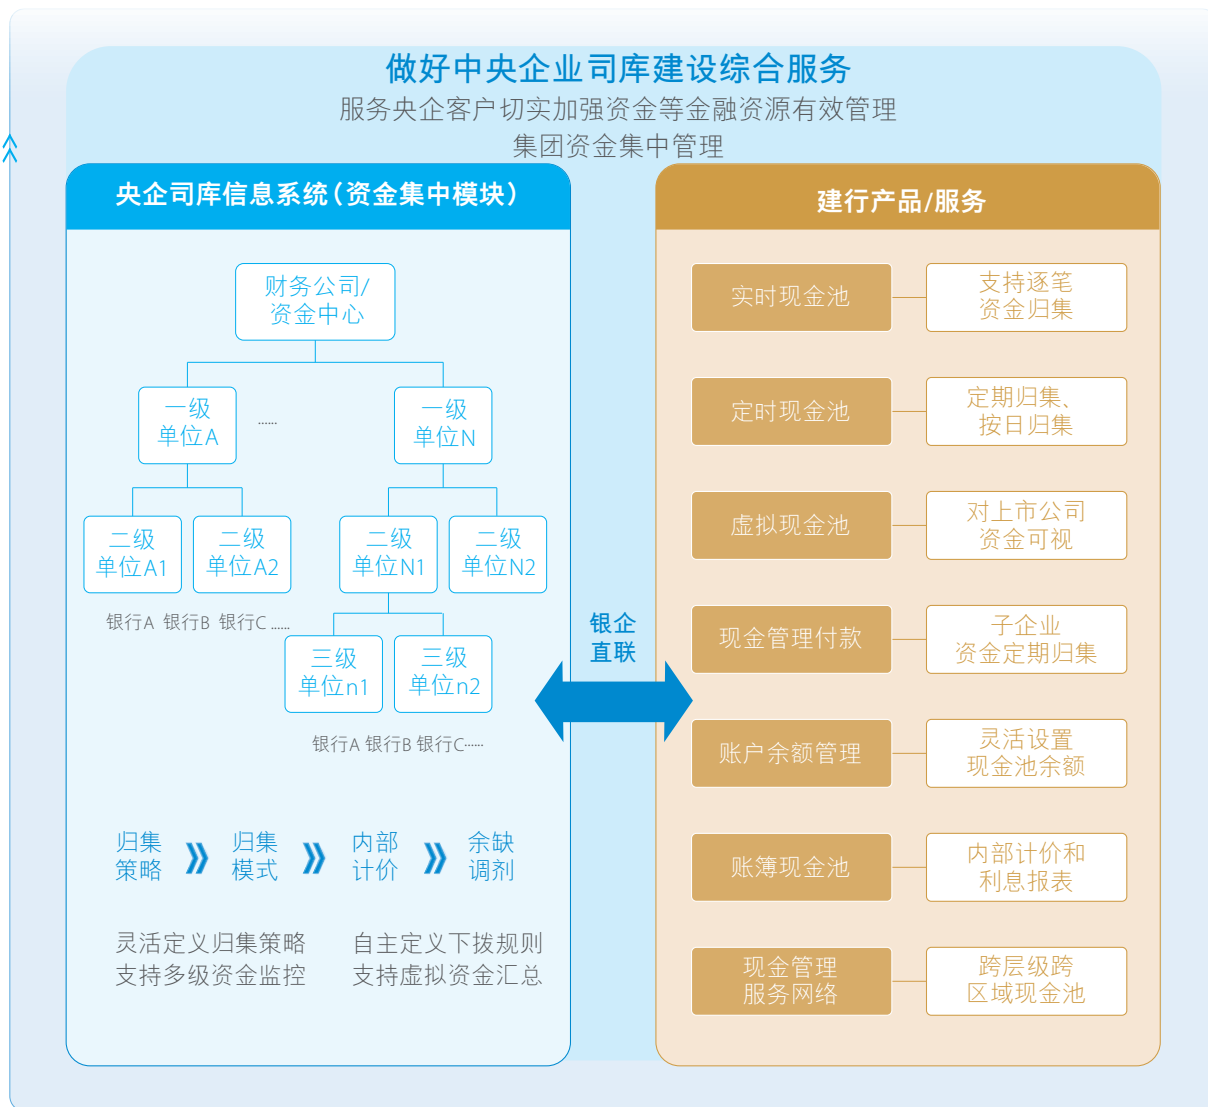 做好中央企业司库建设综合服务
服务央企客户切实加强资金等金融资源有效管理
集团资金集中管理
央企司库信息系统(资金集中模块)
财务公司/
资金中心
一级
单位A
......
一级
单位N
二级
单位A1
二级
单位A2
二级
单位N1
二级
单位N2
银行A 银行B 银行C ......
三级
单位n1
三级
单位n2
银行A 银行B 银行C......
归集
策略
归集
模式
内部
计价
余缺
调剂
灵活定义归集策略
支持多级资金监控
自主定义下拨规则
支持虚拟资金汇总
银企
直联
建行产品/服务
实时现金池
支持逐笔
资金归集
定时现金池
定期归集、
按日归集
虚拟现金池
对上市公司
资金可视
现金管理付款
子企业
资金定期归集
账户余额管理
灵活设置
现金池余额
账簿现金池
内部计价和
利息报表
现金管理
服务网络
跨层级跨
区域现金池